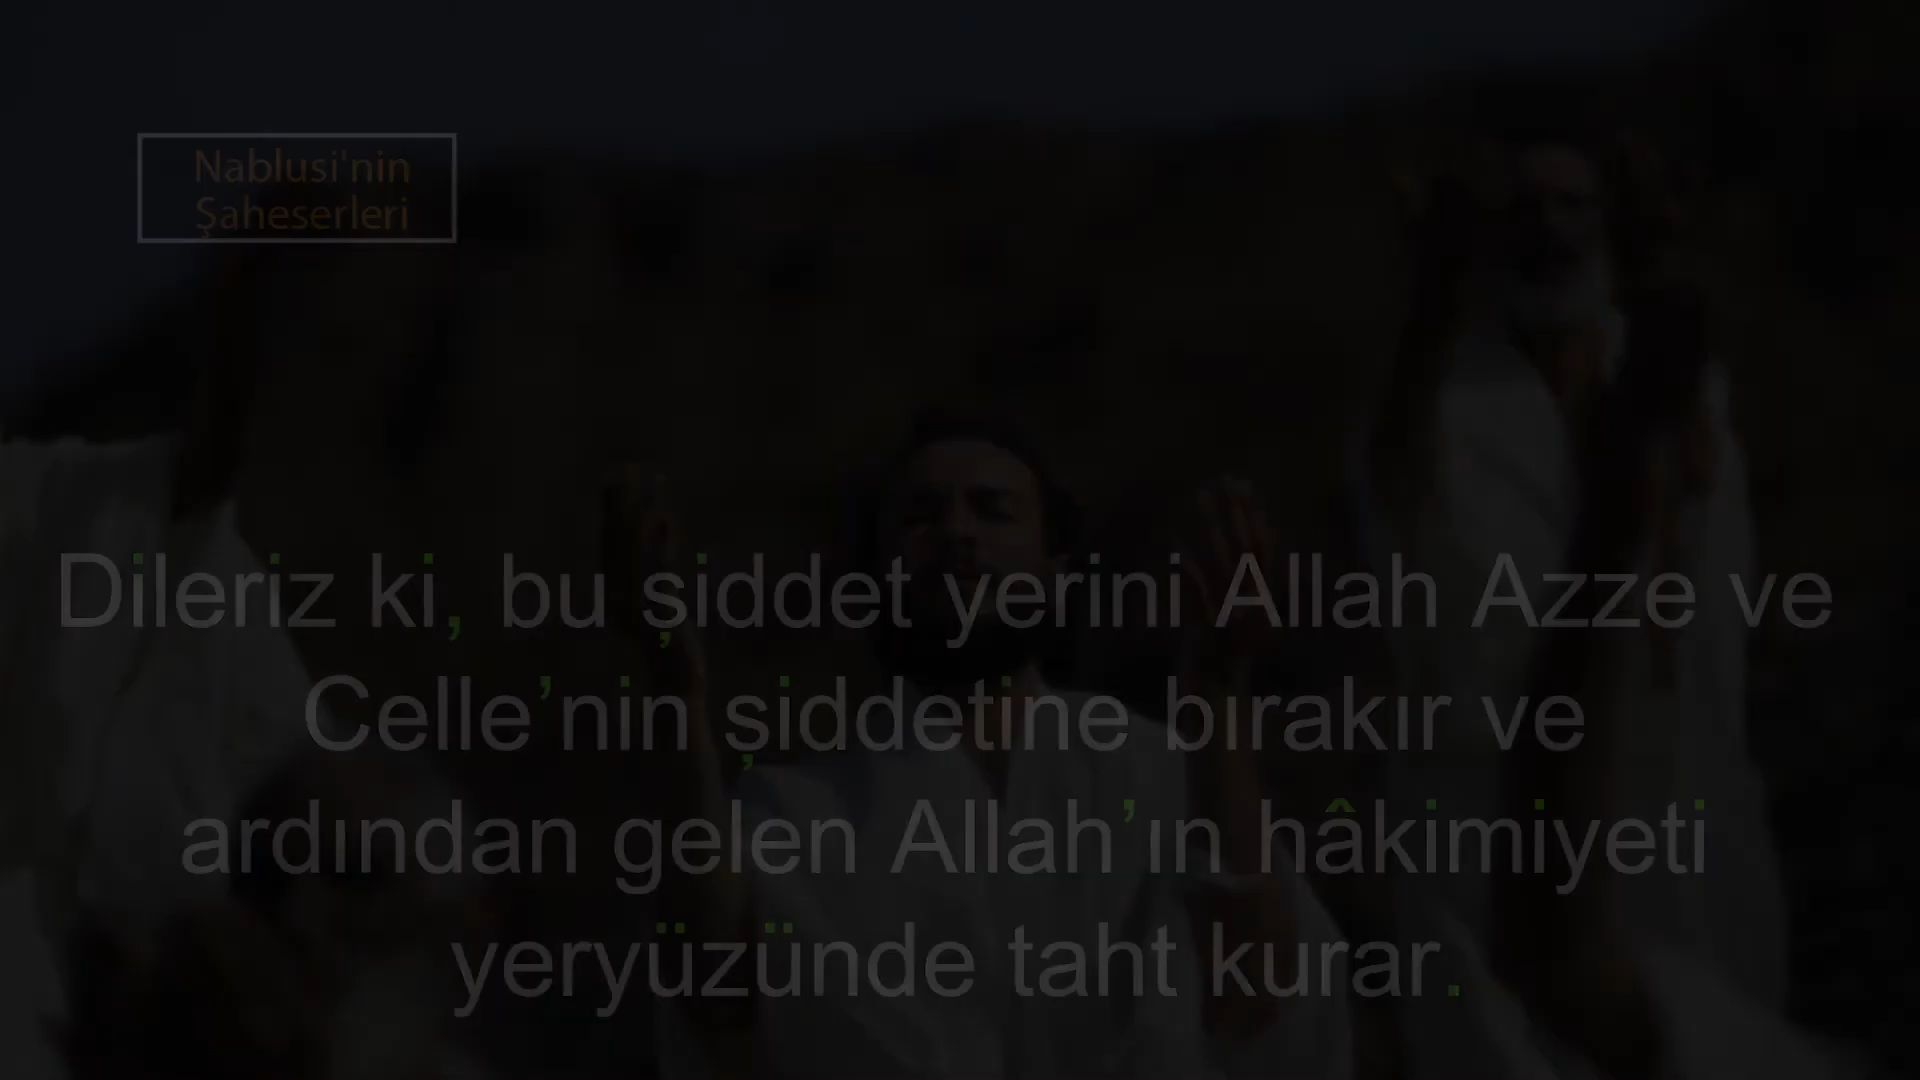 Nablusi'nin
Şaheserleri
Dileriz ki, bu şiddet yerini Allah Azze ve
Celle’nin şiddetine bırakır ve
ardından gelen Allah’ın hâkimiyeti
yeryüzünde taht kurar.